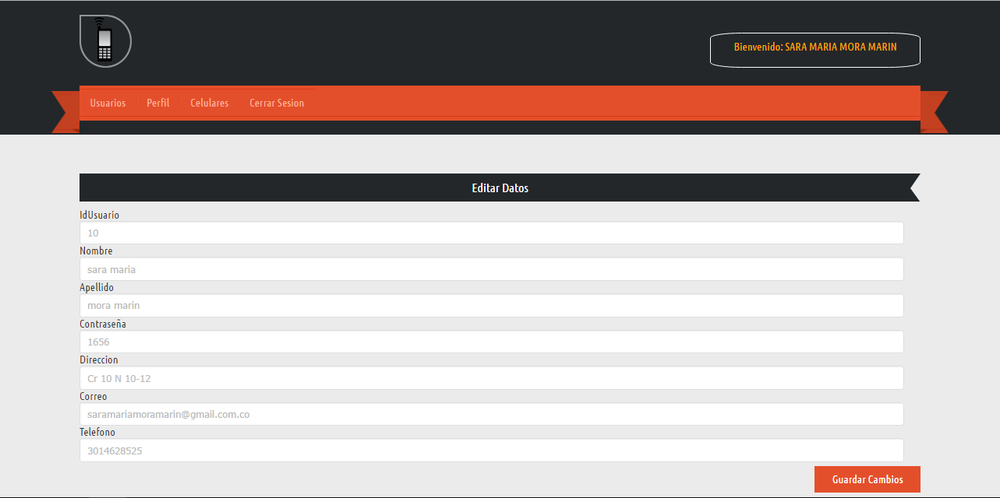 Bienvenido: SARA MARIA MORA MARIN
Usuarios Perfil Celulares Cerrar Sesion
Editar Datos
IdUsuario
10
Nombre
sara maria
Apellido
mora marin
Contraseña
1656
Direccion
Cr 10 N 10-12
Correo
saramariamoramarin@gmail.com.co
Telefono
3014628525
Guardar Cambios